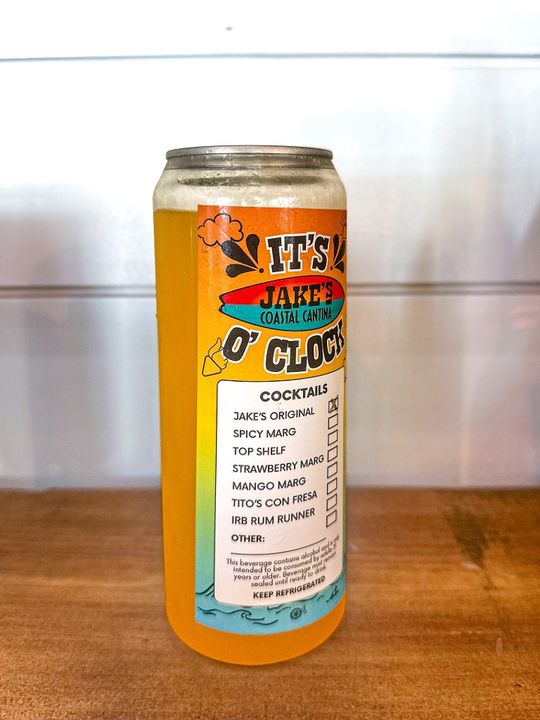 IT'S
JAKE'S
COASTAL CANTINA
O' CLOCK
COCKTAILS
JAKE'S ORIGINAL
SPICY MARG
TOP SHELF
STRAWBERRY MARG
MANGO MARG
TITO'S CON FRESA
IRB RUM RUNNER
OTHER:
This beverage contains alcohol and is
intended to be consumed by adults 21
years or older. Beverage must remain
sealed until ready to drink.
KEEP REFRIGERATED